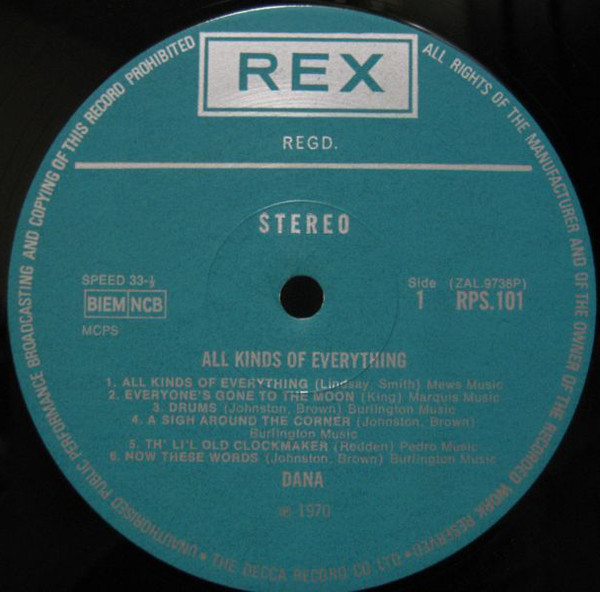 REX
REGD.
STEREO
SPEED 33-⅓
BIEM NCB
MCPS
Side 1
(ZAL.9738P)
RPS.101
ALL KINDS OF EVERYTHING
1. ALL KINDS OF EVERYTHING (Lindsay, Smith) Mews Music
2. EVERYONE'S GONE TO THE MOON (King) Marquis Music
3. DRUMS (Johnston, Brown) Burlington Music
4. A SIGH AROUND THE CORNER (Johnston, Brown)
Burlington Music
5. TH' LI'L OLD CLOCKMAKER (Redden) Pedro Music
6. NOW THESE WORDS (Johnston, Brown) Burlington Music
DANA
℗ 1970
ALL RIGHTS OF THE MANUFACTURER AND OF THE OWNER OF THE RECORDED WORK RESERVED • THE DECCA RECORD CO LTD • UNAUTHORISED PUBLIC PERFORMANCE BROADCASTING AND COPYING OF THIS RECORD PROHIBITED